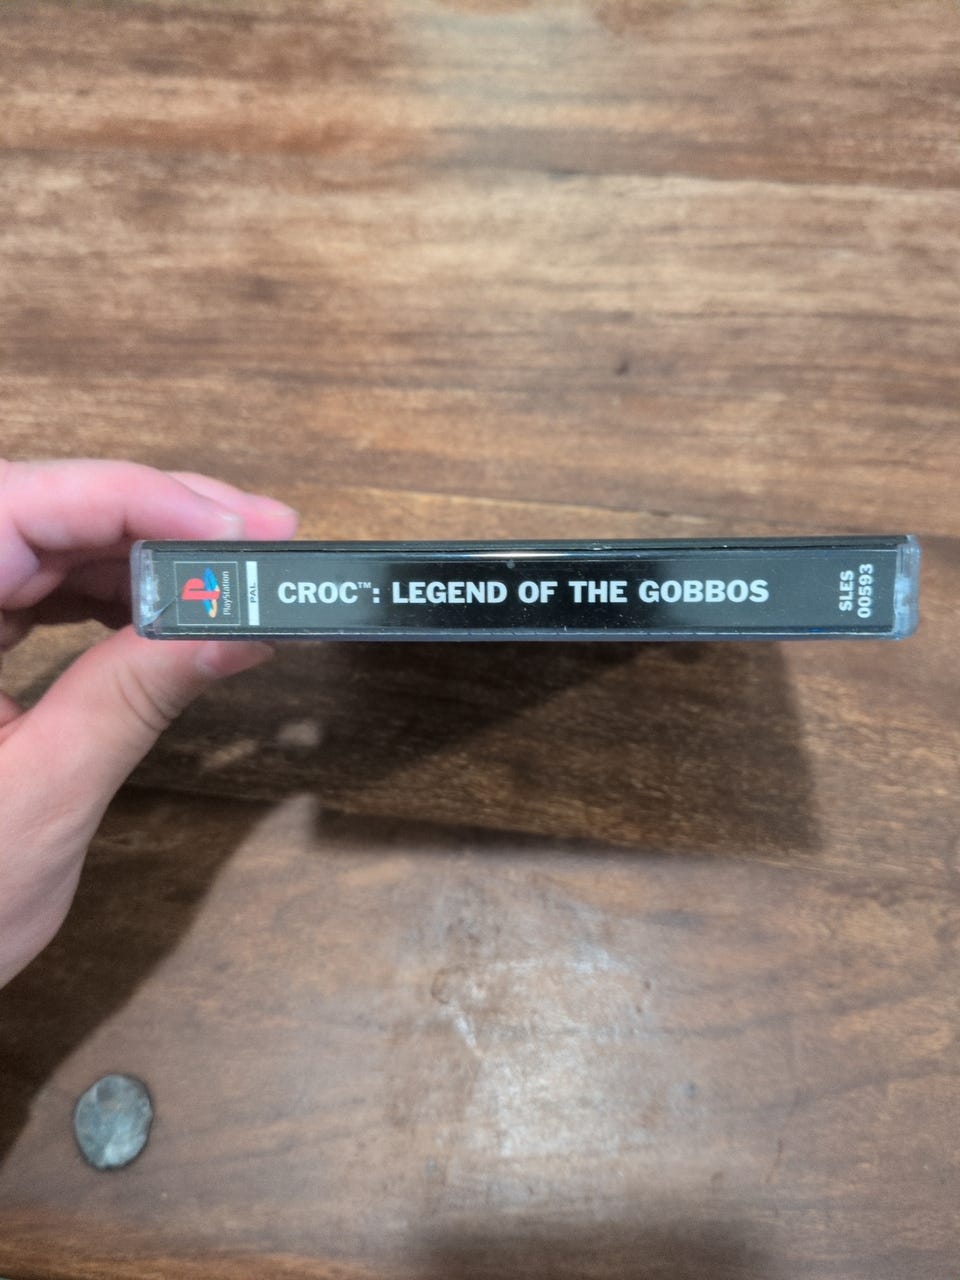 PlayStation
PAL
CROC™: LEGEND OF THE GOBBOS
SLES
00593